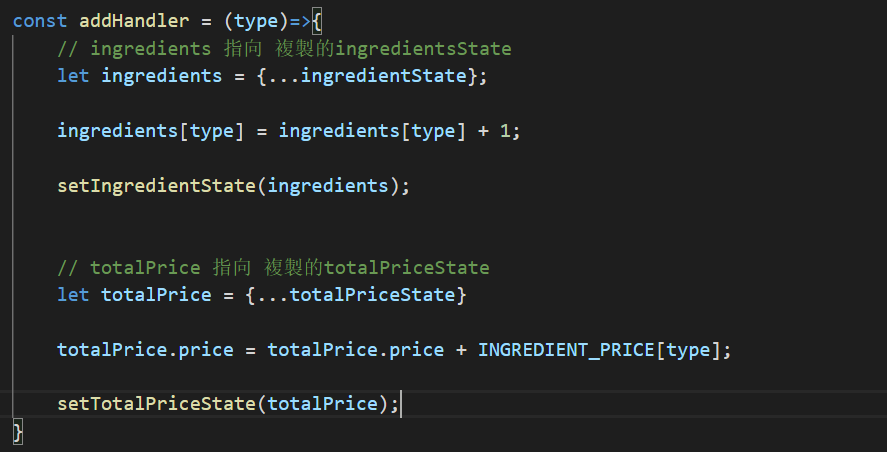 const addHandler = (type)=>{
// ingredients 指向 複製的ingredientsState
let ingredients = {...ingredientState};
ingredients[type] = ingredients[type] + 1;
setIngredientState(ingredients);
// totalPrice 指向 複製的totalPriceState
let totalPrice = {...totalPriceState}
totalPrice.price = totalPrice.price + INGREDIENT_PRICE[type];
setTotalPriceState(totalPrice);
}